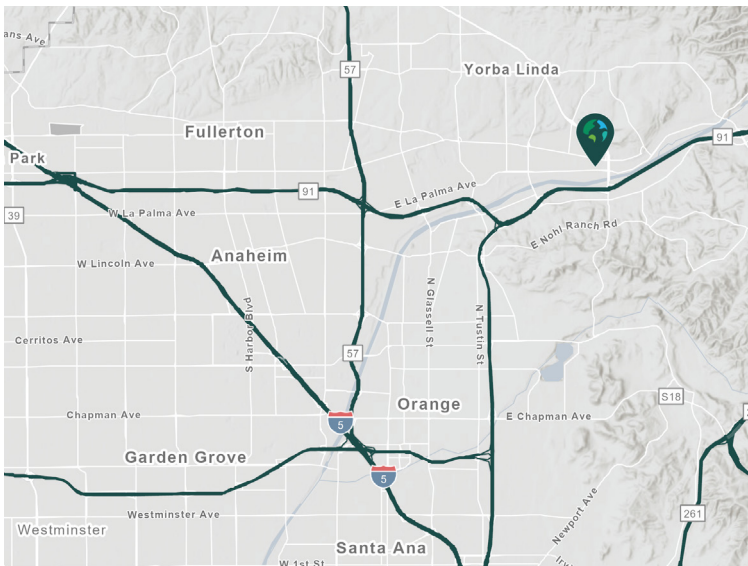 ans Ave
57
Yorba Linda
Fullerton
91
Park
91
E La Palma Ave
39
W La Palma Ave
E Nohl Ranch Rd
Anaheim
W Lincoln Ave
N Glassell St
N Tustin St
S Harbor Blvd
Cerritos Ave
57
S18
Orange
Chapman Ave
E Chapman Ave
5
Garden Grove
5
Newport Ave
261
Westminster Ave
Westminster
Santa Ana
W 1st St